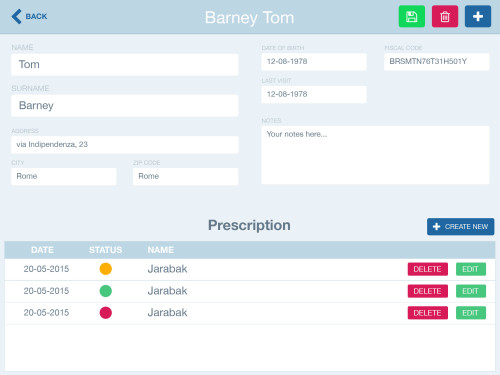 BACK
Barney Tom
NAME
Tom
SURNAME
Barney
ADDRESS
via Indipendenza, 23
CITY
ZIP CODE
Rome
Rome
DATE OF BIRTH
FISCAL CODE
12-08-1978
BRSMTN76T31H501Y
LAST VISIT
12-08-1978
NOTES
Your notes here...
Prescription
CREATE NEW
DATE STATUS NAME
20-05-2015 Jarabak DELETE EDIT
20-05-2015 Jarabak DELETE EDIT
20-05-2015 Jarabak DELETE EDIT